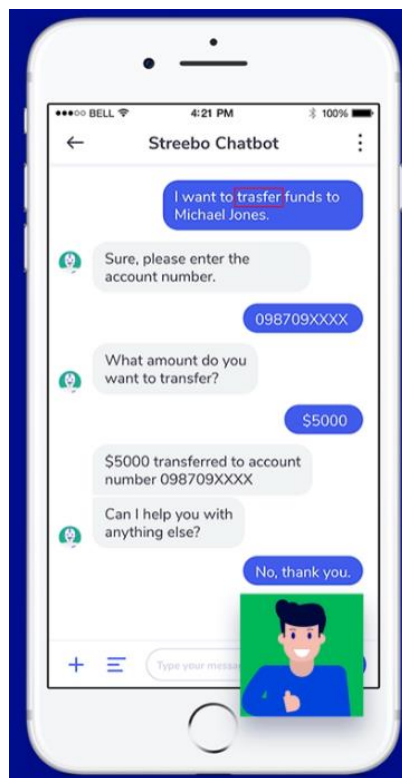 BELL 4:21 PM 100%
Streebo Chatbot
I want to trasfer funds to
Michael Jones.
Sure, please enter the
account number.
098709XXXX
What amount do you
want to transfer?
$5000
$5000 transferred to account
number 098709XXXX
Can I help you with
anything else?
No, thank you.
Type your